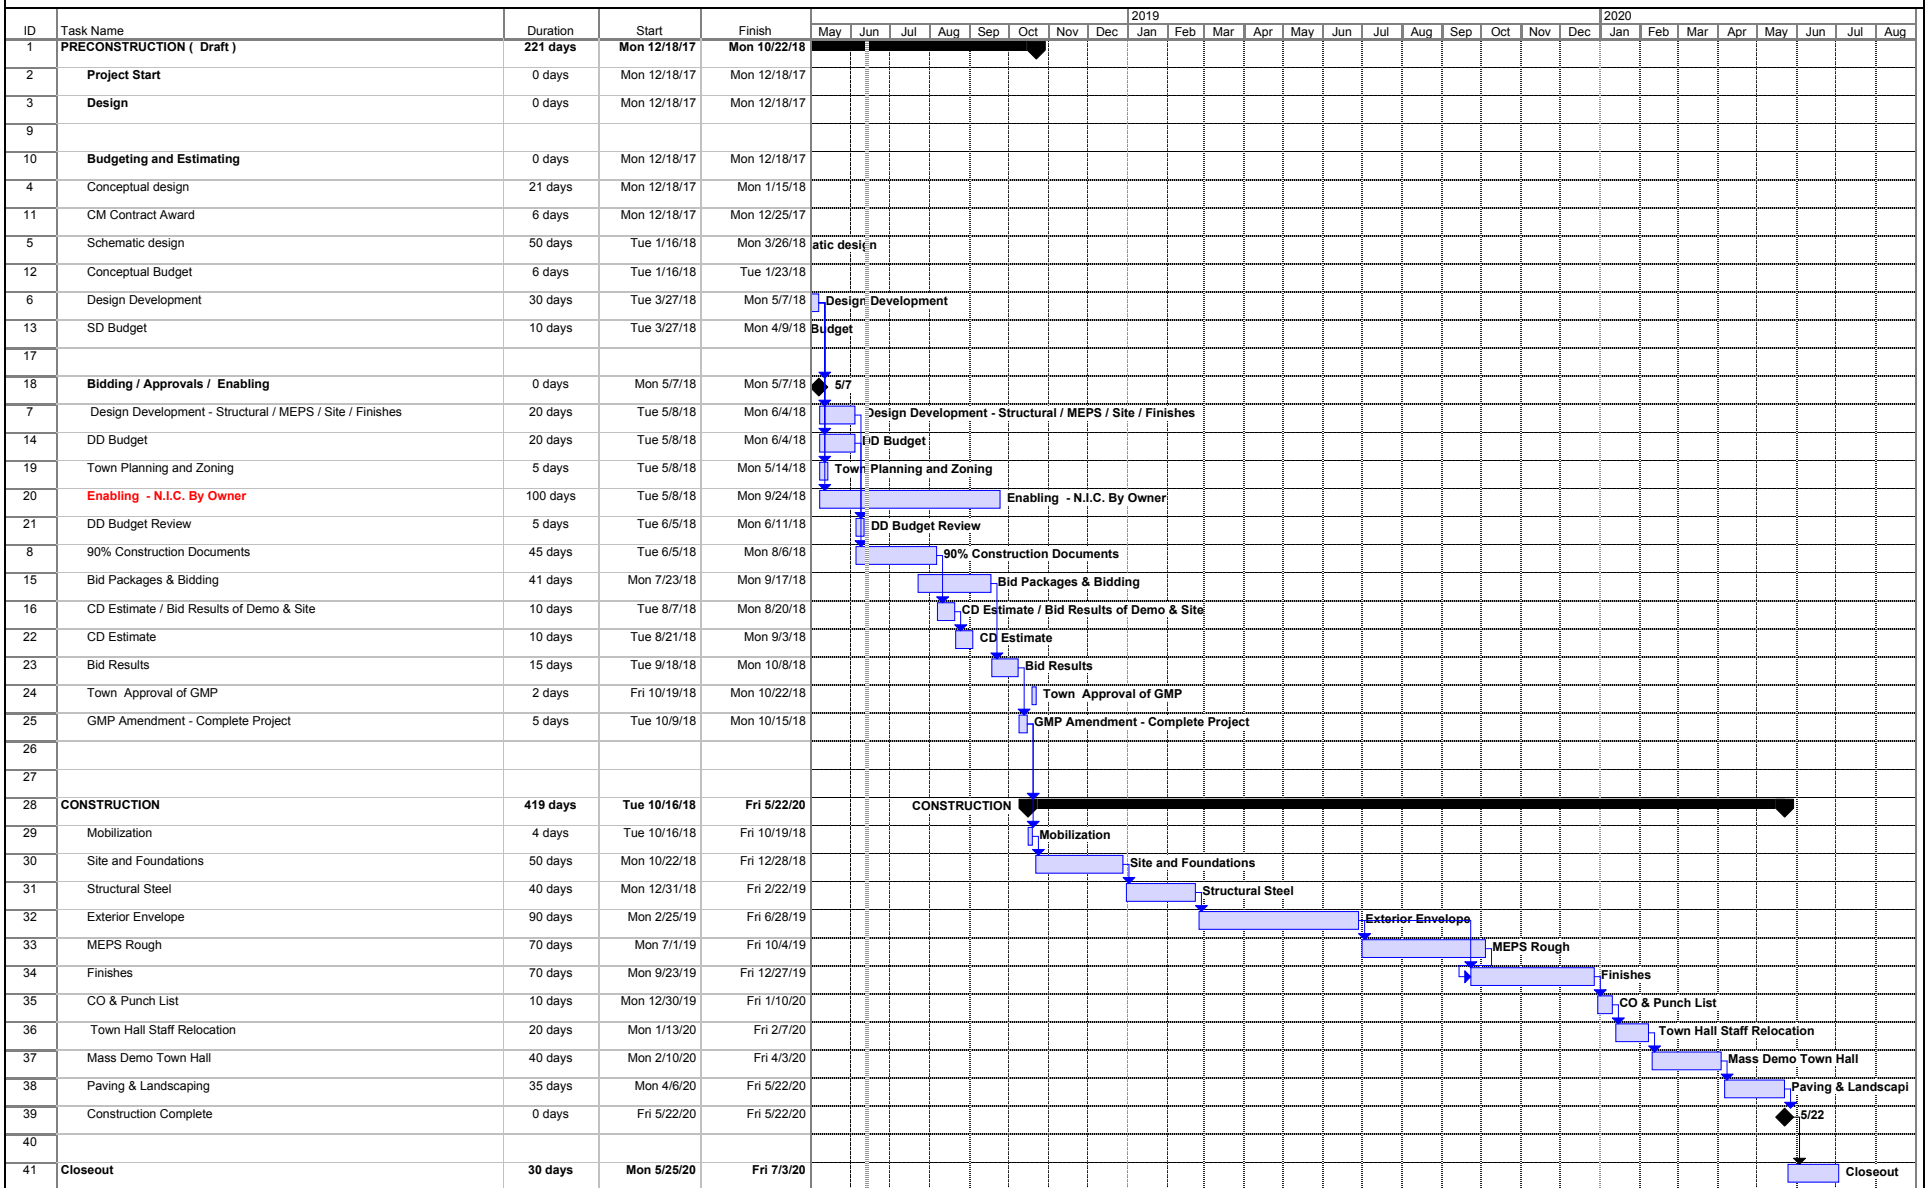 2019 2020
ID Task Name Duration Start Finish May Jun Jul Aug Sep Oct Nov Dec Jan Feb Mar Apr May Jun Jul Aug Sep Oct Nov Dec Jan Feb Mar Apr May Jun Jul Aug
1 PRECONSTRUCTION ( Draft ) 221 days Mon 12/18/17 Mon 10/22/18
2 Project Start 0 days Mon 12/18/17 Mon 12/18/17
3 Design 0 days Mon 12/18/17 Mon 12/18/17
9
10 Budgeting and Estimating 0 days Mon 12/18/17 Mon 12/18/17
4 Conceptual design 21 days Mon 12/18/17 Mon 1/15/18
11 CM Contract Award 6 days Mon 12/18/17 Mon 12/25/17
5 Schematic design 50 days Tue 1/16/18 Mon 3/26/18 atic design
12 Conceptual Budget 6 days Tue 1/16/18 Tue 1/23/18
6 Design Development 30 days Tue 3/27/18 Mon 5/7/18 Design Development
13 SD Budget 10 days Tue 3/27/18 Mon 4/9/18 Budget
17
18 Bidding / Approvals / Enabling 0 days Mon 5/7/18 Mon 5/7/18 5/7
7 Design Development - Structural / MEPS / Site / Finishes 20 days Tue 5/8/18 Mon 6/4/18 Design Development - Structural / MEPS / Site / Finishes
14 DD Budget 20 days Tue 5/8/18 Mon 6/4/18 DD Budget
19 Town Planning and Zoning 5 days Tue 5/8/18 Mon 5/14/18 Town Planning and Zoning
20 Enabling - N.I.C. By Owner 100 days Tue 5/8/18 Mon 9/24/18 Enabling - N.I.C. By Owner
21 DD Budget Review 5 days Tue 6/5/18 Mon 6/11/18 DD Budget Review
8 90% Construction Documents 45 days Tue 6/5/18 Mon 8/6/18 90% Construction Documents
15 Bid Packages & Bidding 41 days Mon 7/23/18 Mon 9/17/18 Bid Packages & Bidding
16 CD Estimate / Bid Results of Demo & Site 10 days Tue 8/7/18 Mon 8/20/18 CD Estimate / Bid Results of Demo & Site
22 CD Estimate 10 days Tue 8/21/18 Mon 9/3/18 CD Estimate
23 Bid Results 15 days Tue 9/18/18 Mon 10/8/18 Bid Results
24 Town Approval of GMP 2 days Fri 10/19/18 Mon 10/22/18 Town Approval of GMP
25 GMP Amendment - Complete Project 5 days Tue 10/9/18 Mon 10/15/18 GMP Amendment - Complete Project
26
27
28 CONSTRUCTION 419 days Tue 10/16/18 Fri 5/22/20 CONSTRUCTION
29 Mobilization 4 days Tue 10/16/18 Fri 10/19/18 Mobilization
30 Site and Foundations 50 days Mon 10/22/18 Fri 12/28/18 Site and Foundations
31 Structural Steel 40 days Mon 12/31/18 Fri 2/22/19 Structural Steel
32 Exterior Envelope 90 days Mon 2/25/19 Fri 6/28/19 Exterior Envelope
33 MEPS Rough 70 days Mon 7/1/19 Fri 10/4/19 MEPS Rough
34 Finishes 70 days Mon 9/23/19 Fri 12/27/19 Finishes
35 CO & Punch List 10 days Mon 12/30/19 Fri 1/10/20 CO & Punch List
36 Town Hall Staff Relocation 20 days Mon 1/13/20 Fri 2/7/20 Town Hall Staff Relocation
37 Mass Demo Town Hall 40 days Mon 2/10/20 Fri 4/3/20 Mass Demo Town Hall
38 Paving & Landscaping 35 days Mon 4/6/20 Fri 5/22/20 Paving & Landscapi
39 Construction Complete 0 days Fri 5/22/20 Fri 5/22/20 5/22
40
41 Closeout 30 days Mon 5/25/20 Fri 7/3/20 Closeout